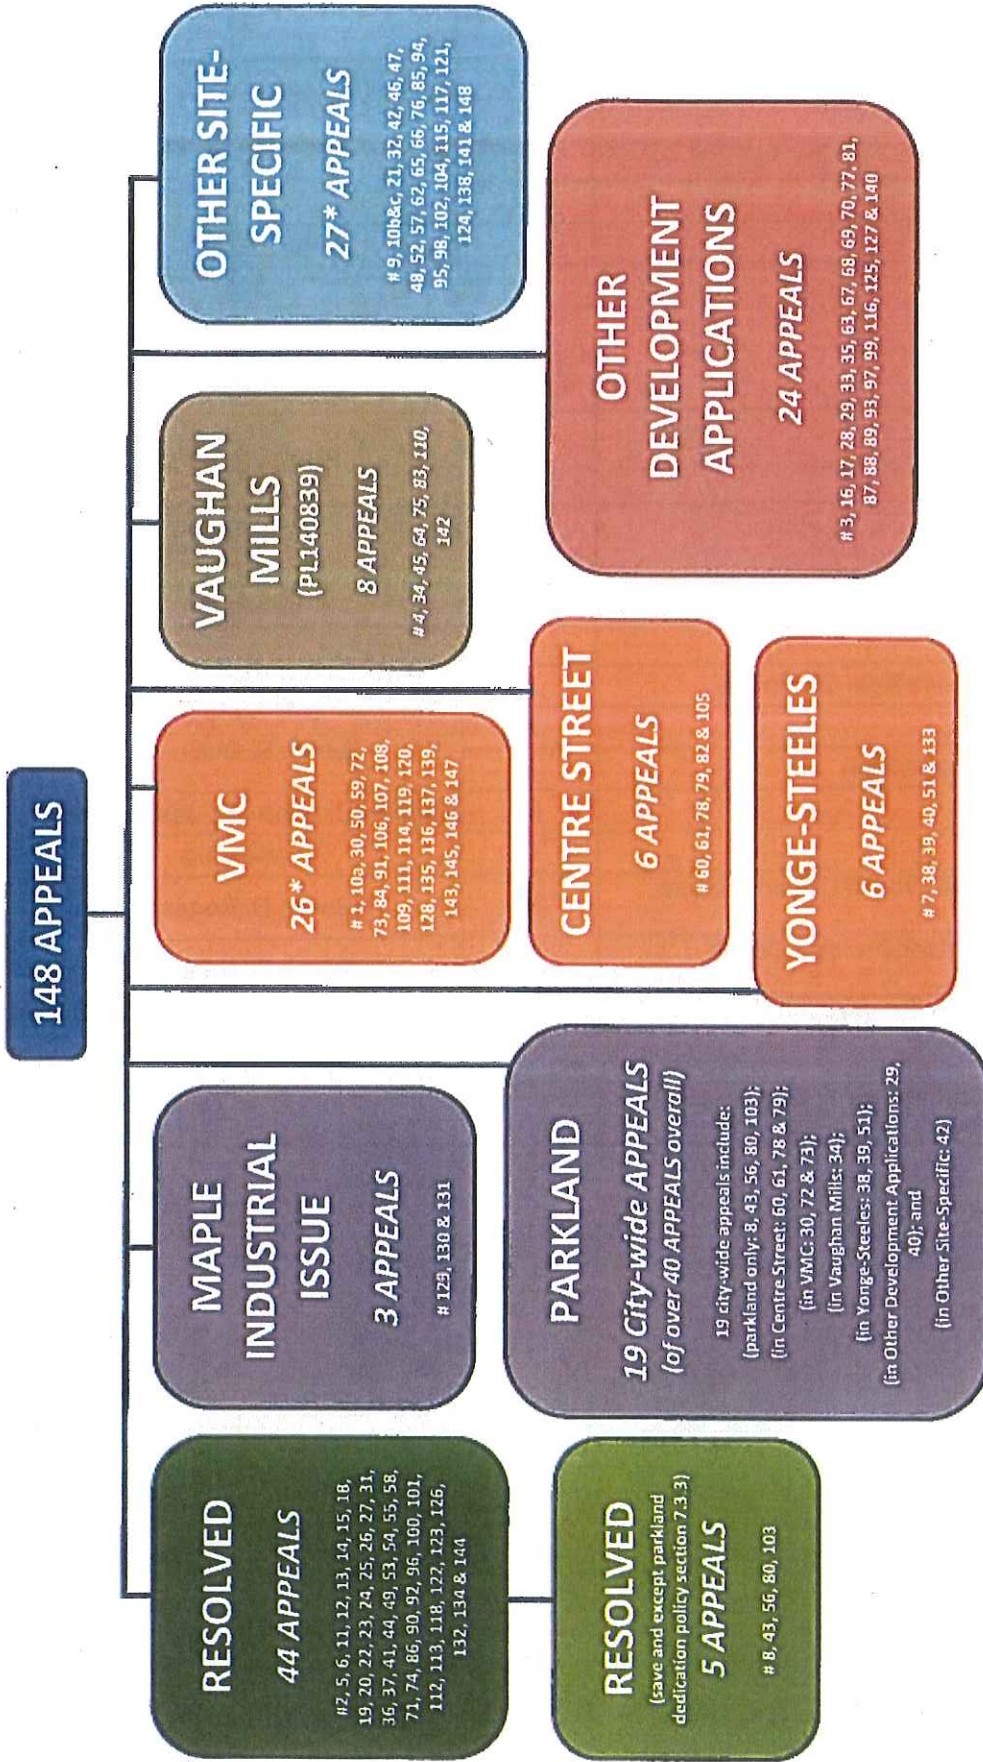 148 APPEALS
RESOLVED
44 APPEALS
#2, 5, 6, 11, 12, 13, 14, 15, 18,
19, 20, 22, 23, 24, 25, 26, 27, 31,
36, 37, 41, 44, 49, 53, 54, 55, 58,
71, 74, 86, 90, 92, 96, 100, 101,
112, 113, 118, 122, 123, 126,
132, 134 & 144
RESOLVED
(save and except parkland
dedication policy section 7.3.3)
5 APPEALS
# 8, 43, 56, 80, 103
MAPLE
INDUSTRIAL
ISSUE
3 APPEALS
# 129, 130 & 131
PARKLAND
19 City-wide APPEALS
(of over 40 APPEALS overall)
19 city-wide appeals include:
(parkland only: 8, 43, 56, 80, 103);
(in Centre Street: 60, 61, 78 & 79);
(in VMC: 30, 72 & 73);
(in Vaughan Mills: 34);
(in Yonge-Steeles: 38, 39, 51);
(in Other Development Applications: 29,
40); and
(in Other Site-Specific: 42)
VMC
26* APPEALS
# 1, 10a, 30, 50, 59, 72,
73, 84, 91, 106, 107, 108,
109, 111, 114, 119, 120,
128, 135, 136, 137, 139,
143, 145, 146 & 147
CENTRE STREET
6 APPEALS
# 60, 61, 78, 79, 82 & 105
YONGE-STEELES
6 APPEALS
# 7, 38, 39, 40, 51 & 133
VAUGHAN
MILLS
(PL140839)
8 APPEALS
# 4, 34, 45, 64, 75, 83, 110,
142
OTHER SITE-
SPECIFIC
27* APPEALS
# 9, 10b&c, 21, 32, 42, 46, 47,
48, 52, 57, 62, 65, 66, 76, 85, 94,
95, 98, 102, 104, 115, 117, 121,
124, 138, 141 & 148
OTHER
DEVELOPMENT
APPLICATIONS
24 APPEALS
# 3, 16, 17, 28, 29, 33, 35, 63, 67, 68, 69, 70, 77, 81,
87, 88, 89, 93, 97, 99, 116, 125, 127 & 140